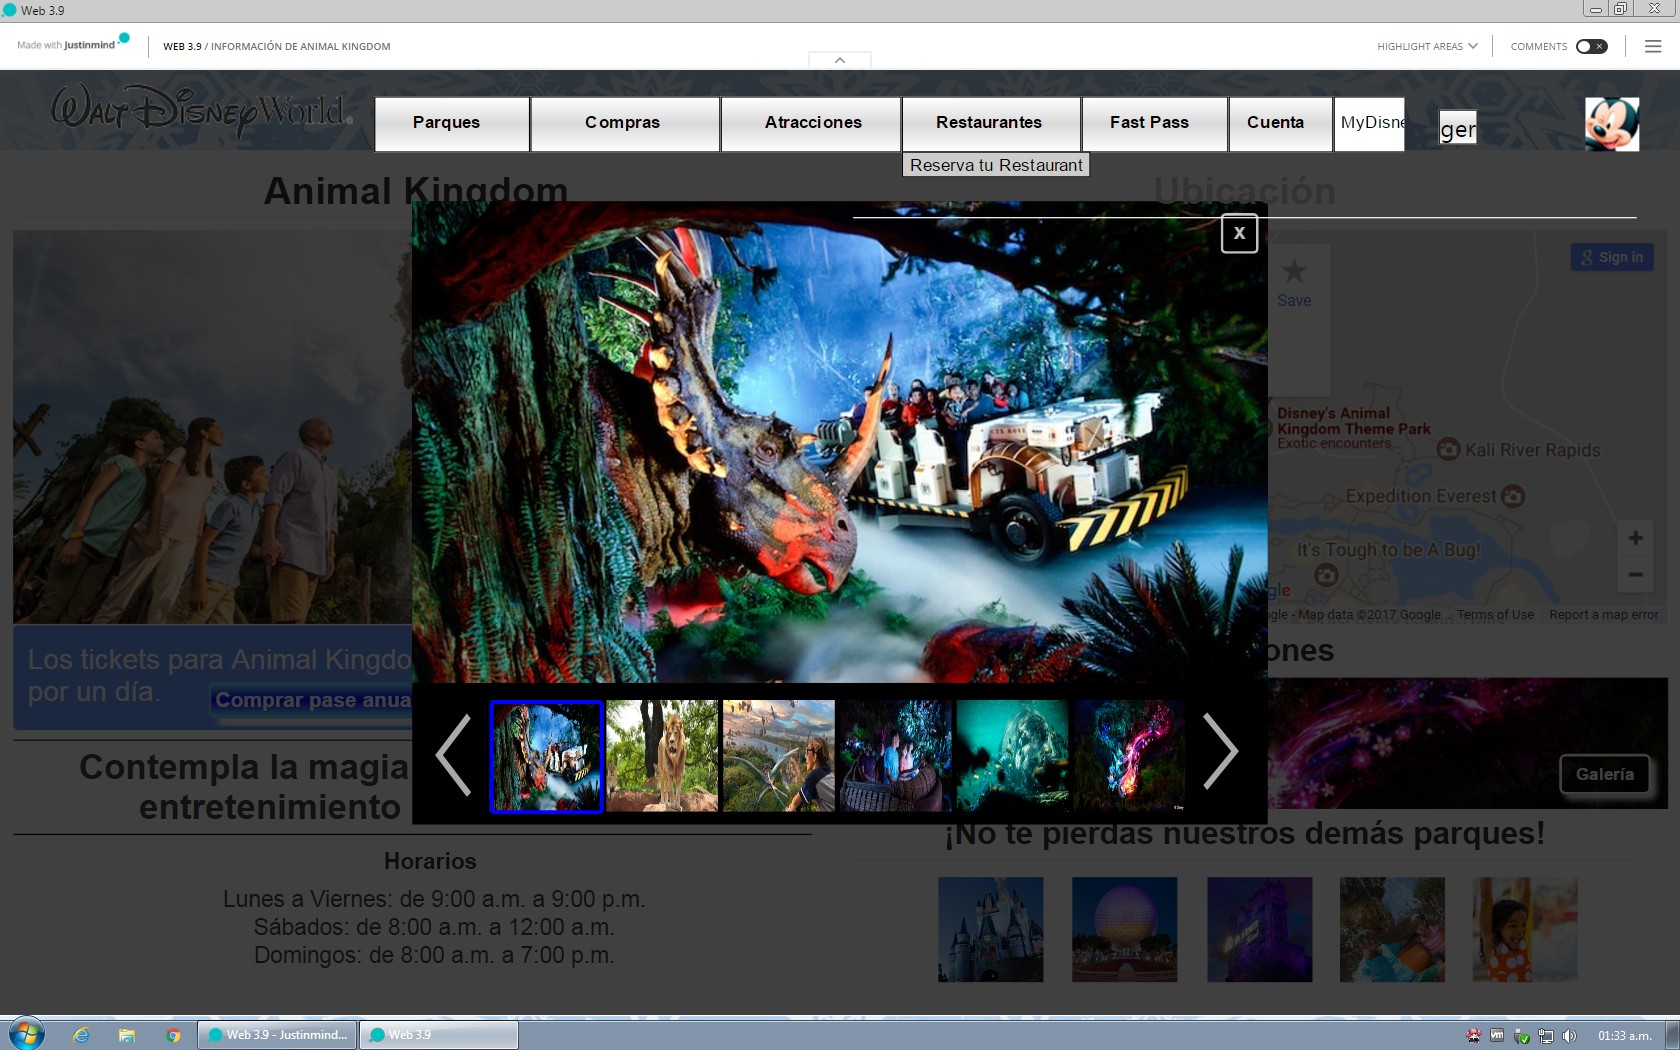 Web 3.9
Made with Justinmind
WEB 3.9 / INFORMACIÓN DE ANIMAL KINGDOM
HIGHLIGHT AREAS
COMMENTS
WALT DISNEY World.
Parques
Compras
Atracciones
Restaurantes
Fast Pass
Cuenta
MyDisne
ger
Reserva tu Restaurant
Animal Kingdom
Ubicación
x
Sign in
Save
Disney's Animal
Kingdom Theme Park
Exotic encounters...
Kali River Rapids
Expedition Everest
It's Tough to be A Bug!
gle
gle - Map data ©2017 Google
Terms of Use
Report a map error
Los tickets para Animal Kingdo
por un día.
Comprar pase anua
ones
Galería
Contempla la magia
entretenimiento
¡No te pierdas nuestros demás parques!
Horarios
Lunes a Viernes: de 9:00 a.m. a 9:00 p.m.
Sábados: de 8:00 a.m. a 12:00 a.m.
Domingos: de 8:00 a.m. a 7:00 p.m.
Web 3.9 - Justinmind...
Web 3.9
01:33 a.m.